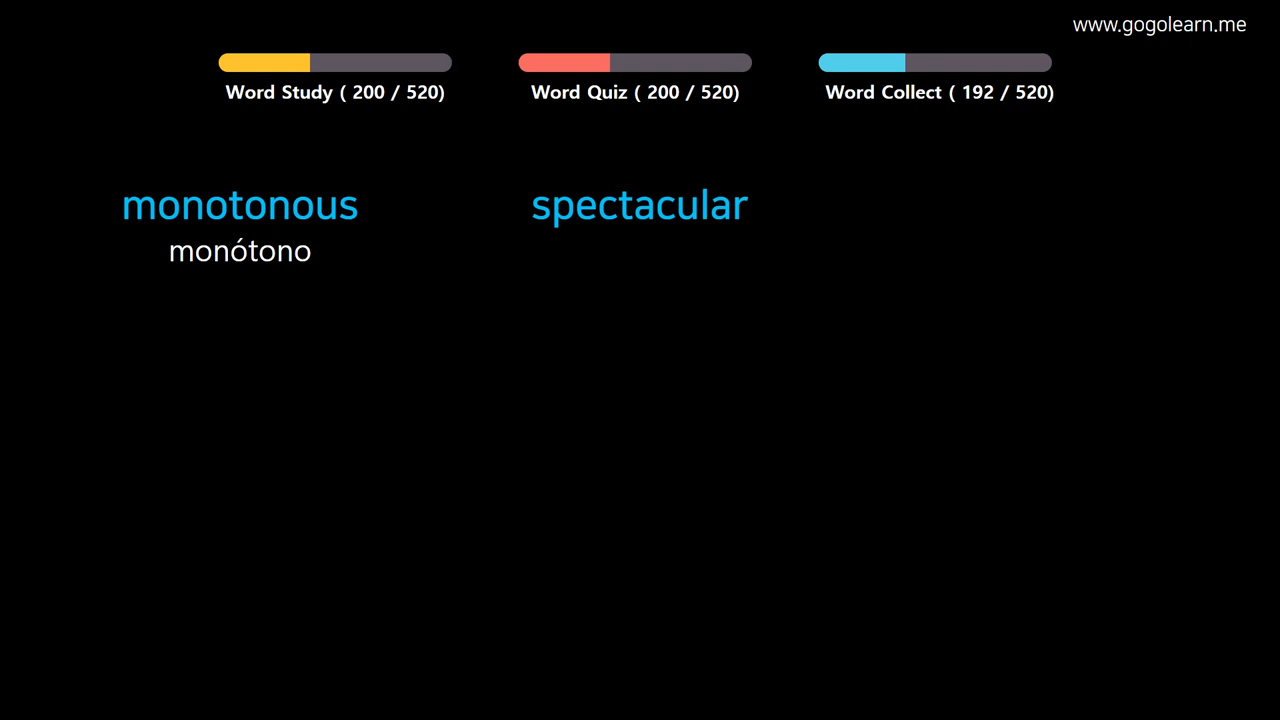 www.gogolearn.me
Word Study ( 200 / 520)
Word Quiz ( 200 / 520)
Word Collect ( 192 / 520)
monotonous
monótono
spectacular